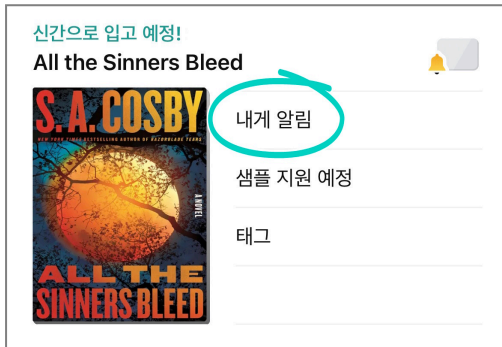 신간으로 입고 예정!
All the Sinners Bleed
S. A. COSBY
NEW YORK TIMES BESTSELLING AUTHOR OF RAZORBLADE TEARS
A NOVEL
ALL THE
SINNERS BLEED
내게 알림
샘플 지원 예정
태그